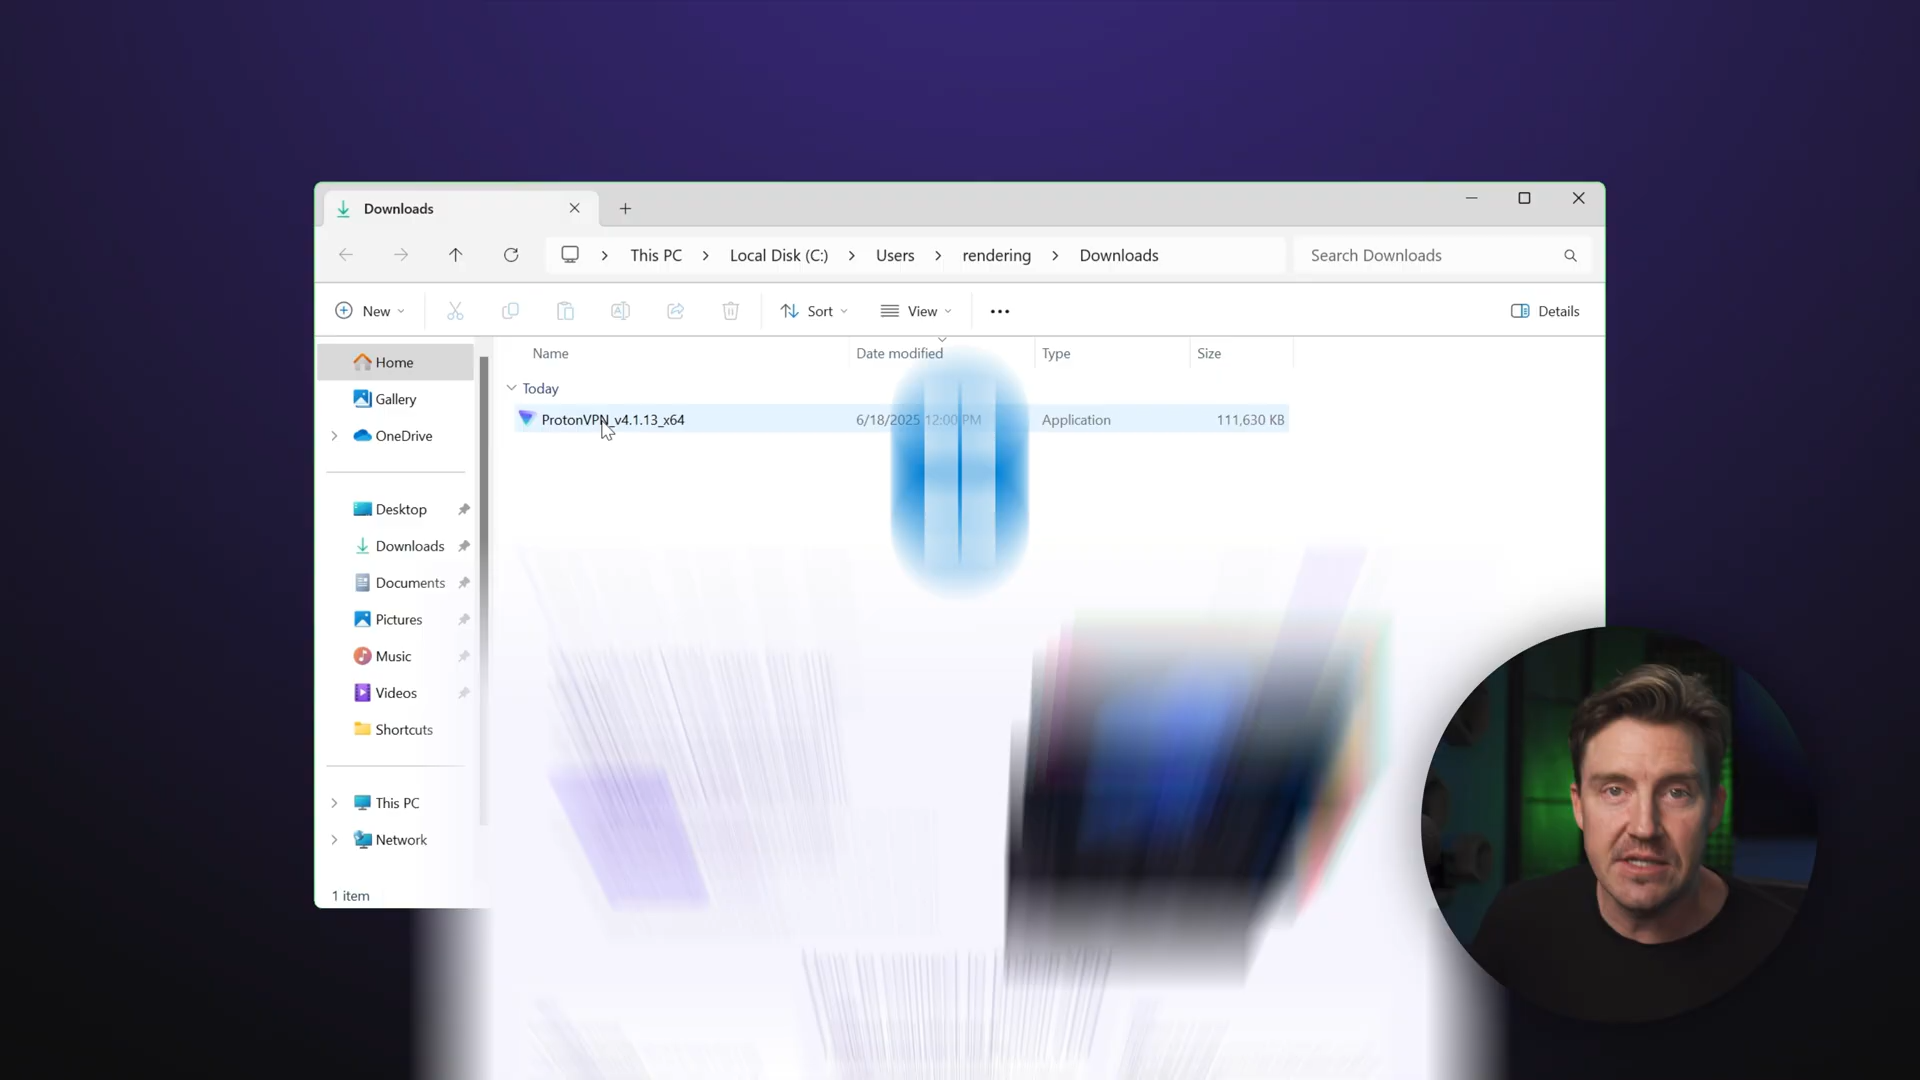 Downloads
This PC > Local Disk (C:) > Users > rendering > Downloads
Search Downloads
New
Sort
View
Details
Home
Gallery
OneDrive
Desktop
Downloads
Documents
Pictures
Music
Videos
Shortcuts
This PC
Network
1 item
Name Date modified Type Size
Today
ProtonVPN_v4.1.13_x64 6/18/2025 12:00 PM Application 111,630 KB